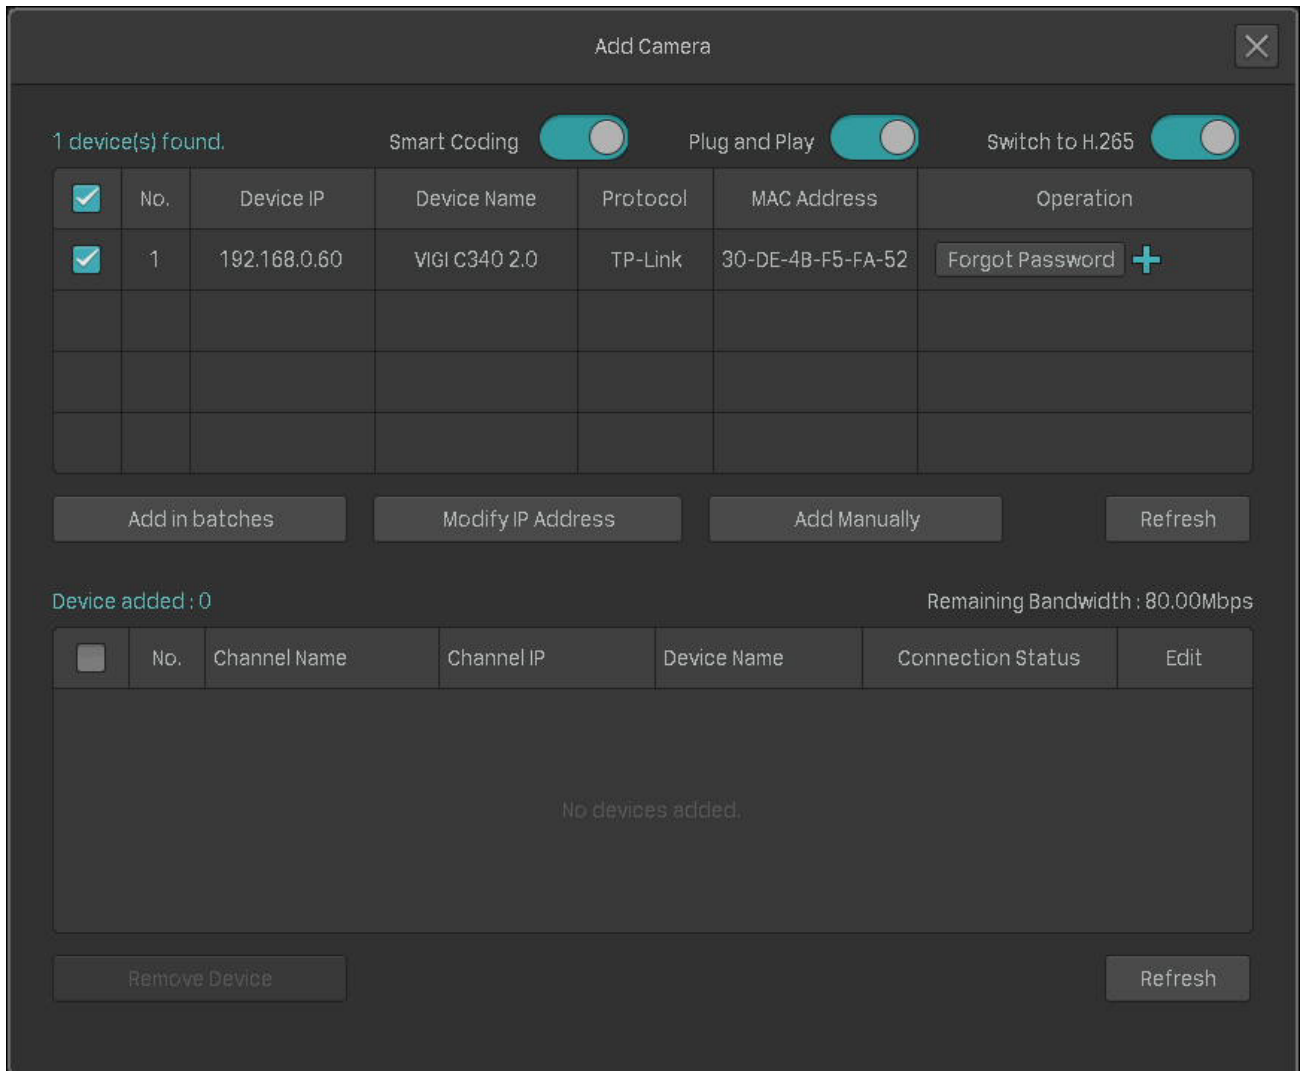 Add Camera
1 device(s) found. Smart Coding Plug and Play Switch to H.265
No. Device IP Device Name Protocol MAC Address Operation
1 192.168.0.60 VIGI C340 2.0 TP-Link 30-DE-4B-F5-FA-52 Forgot Password
Add in batches Modify IP Address Add Manually Refresh
Device added : 0 Remaining Bandwidth : 80.00Mbps
No. Channel Name Channel IP Device Name Connection Status Edit
No devices added.
Remove Device Refresh